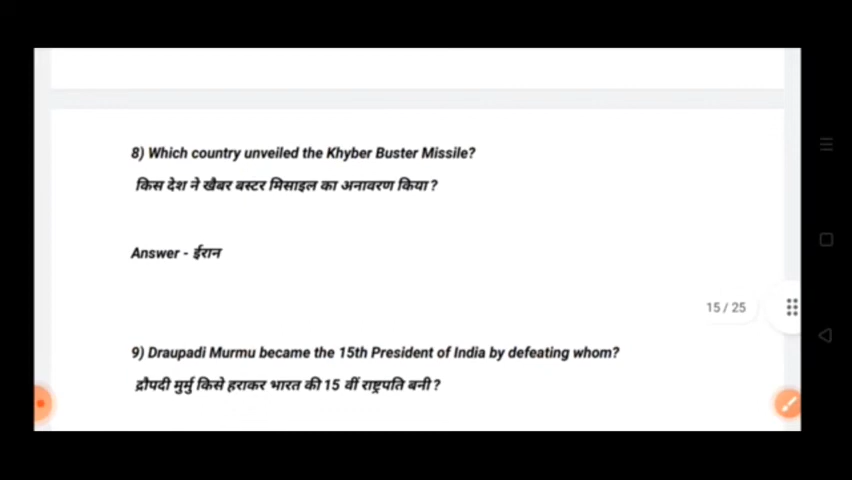 8) Which country unveiled the Khyber Buster Missile?
किस देश ने खैबर बस्टर मिसाइल का अनावरण किया?
Answer - ईरान
15 / 25
9) Draupadi Murmu became the 15th President of India by defeating whom?
द्रौपदी मुर्मु किसे हराकर भारत की 15 वीं राष्ट्रपति बनी?